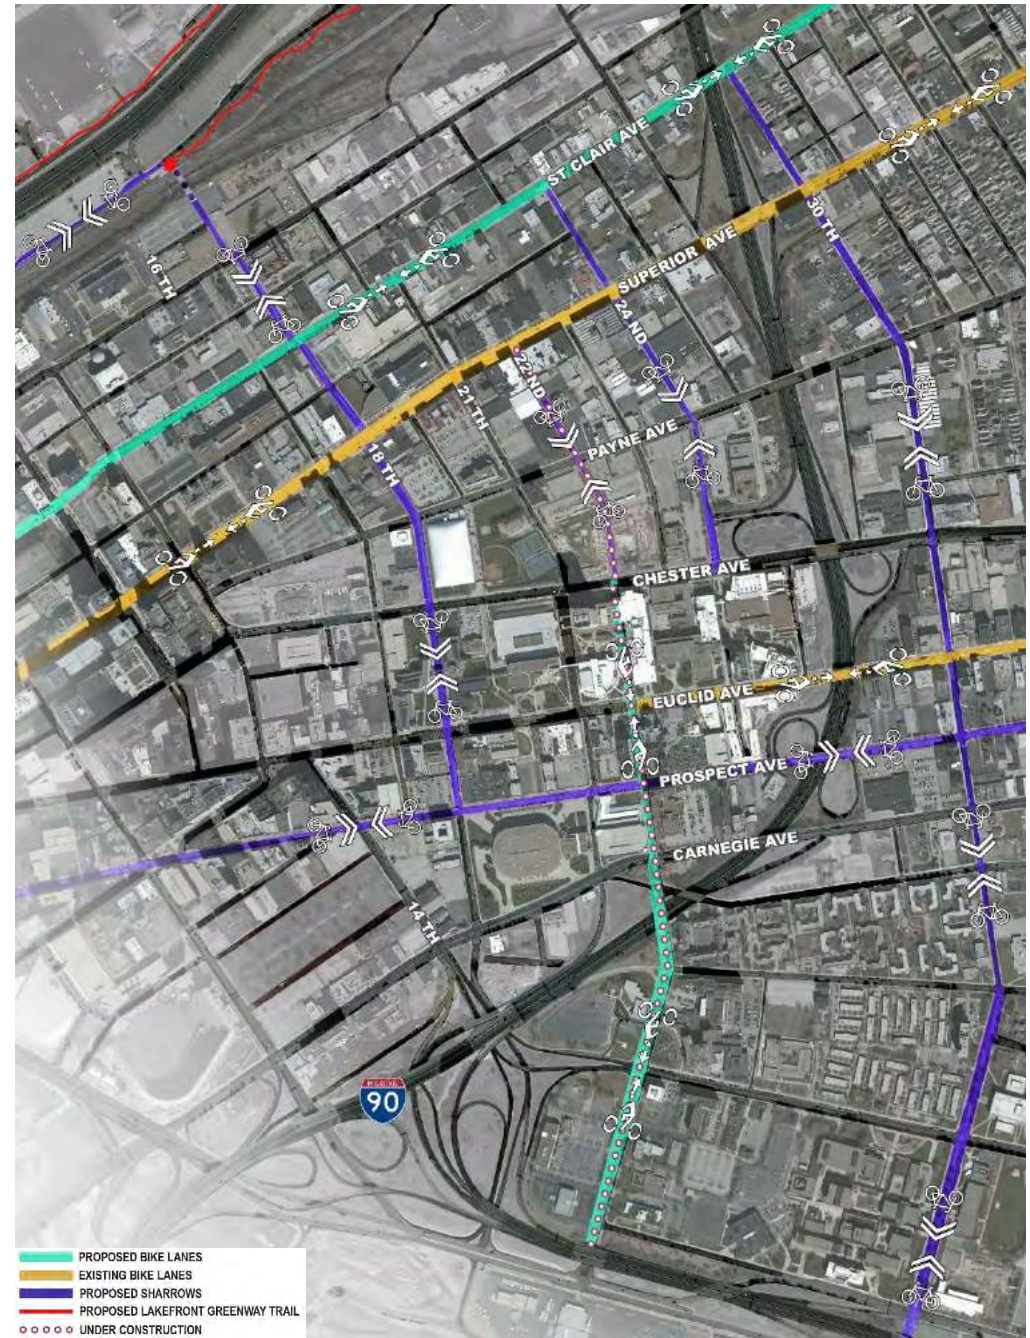 ST CLAIR AVE
30 TH
SUPERIOR AVE
16 TH
24 ND
22 ND
21 TH
PAYNE AVE
18 TH
CHESTER AVE
EUCLID AVE
PROSPECT AVE
CARNEGIE AVE
14 TH
90
PROPOSED BIKE LANES
EXISTING BIKE LANES
PROPOSED SHARROWS
PROPOSED LAKEFRONT GREENWAY TRAIL
UNDER CONSTRUCTION